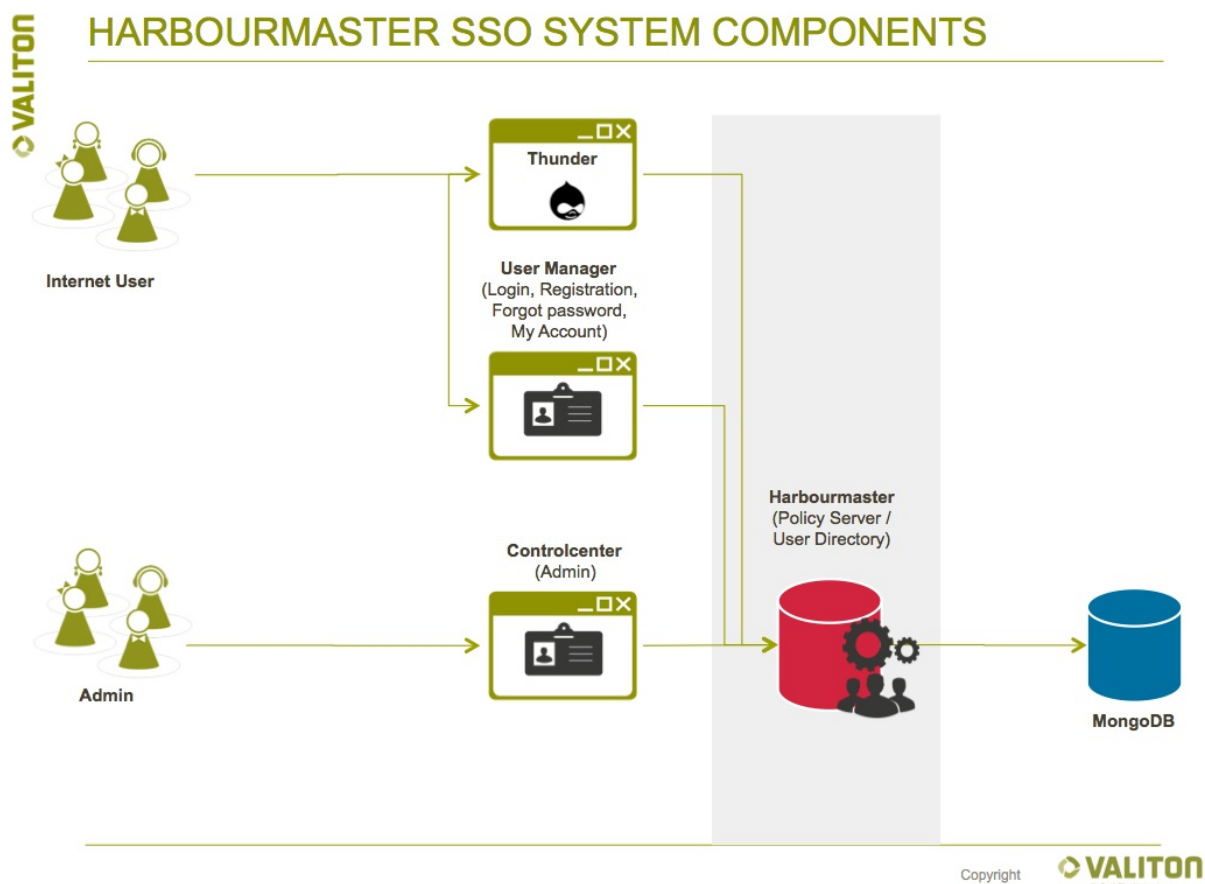 VALITON
HARBOURMASTER SSO SYSTEM COMPONENTS
Thunder
Internet User
User Manager
(Login, Registration,
Forgot password,
My Account)
Harbourmaster
(Policy Server /
User Directory)
Controlcenter
(Admin)
Admin
MongoDB
Copyright
VALITON